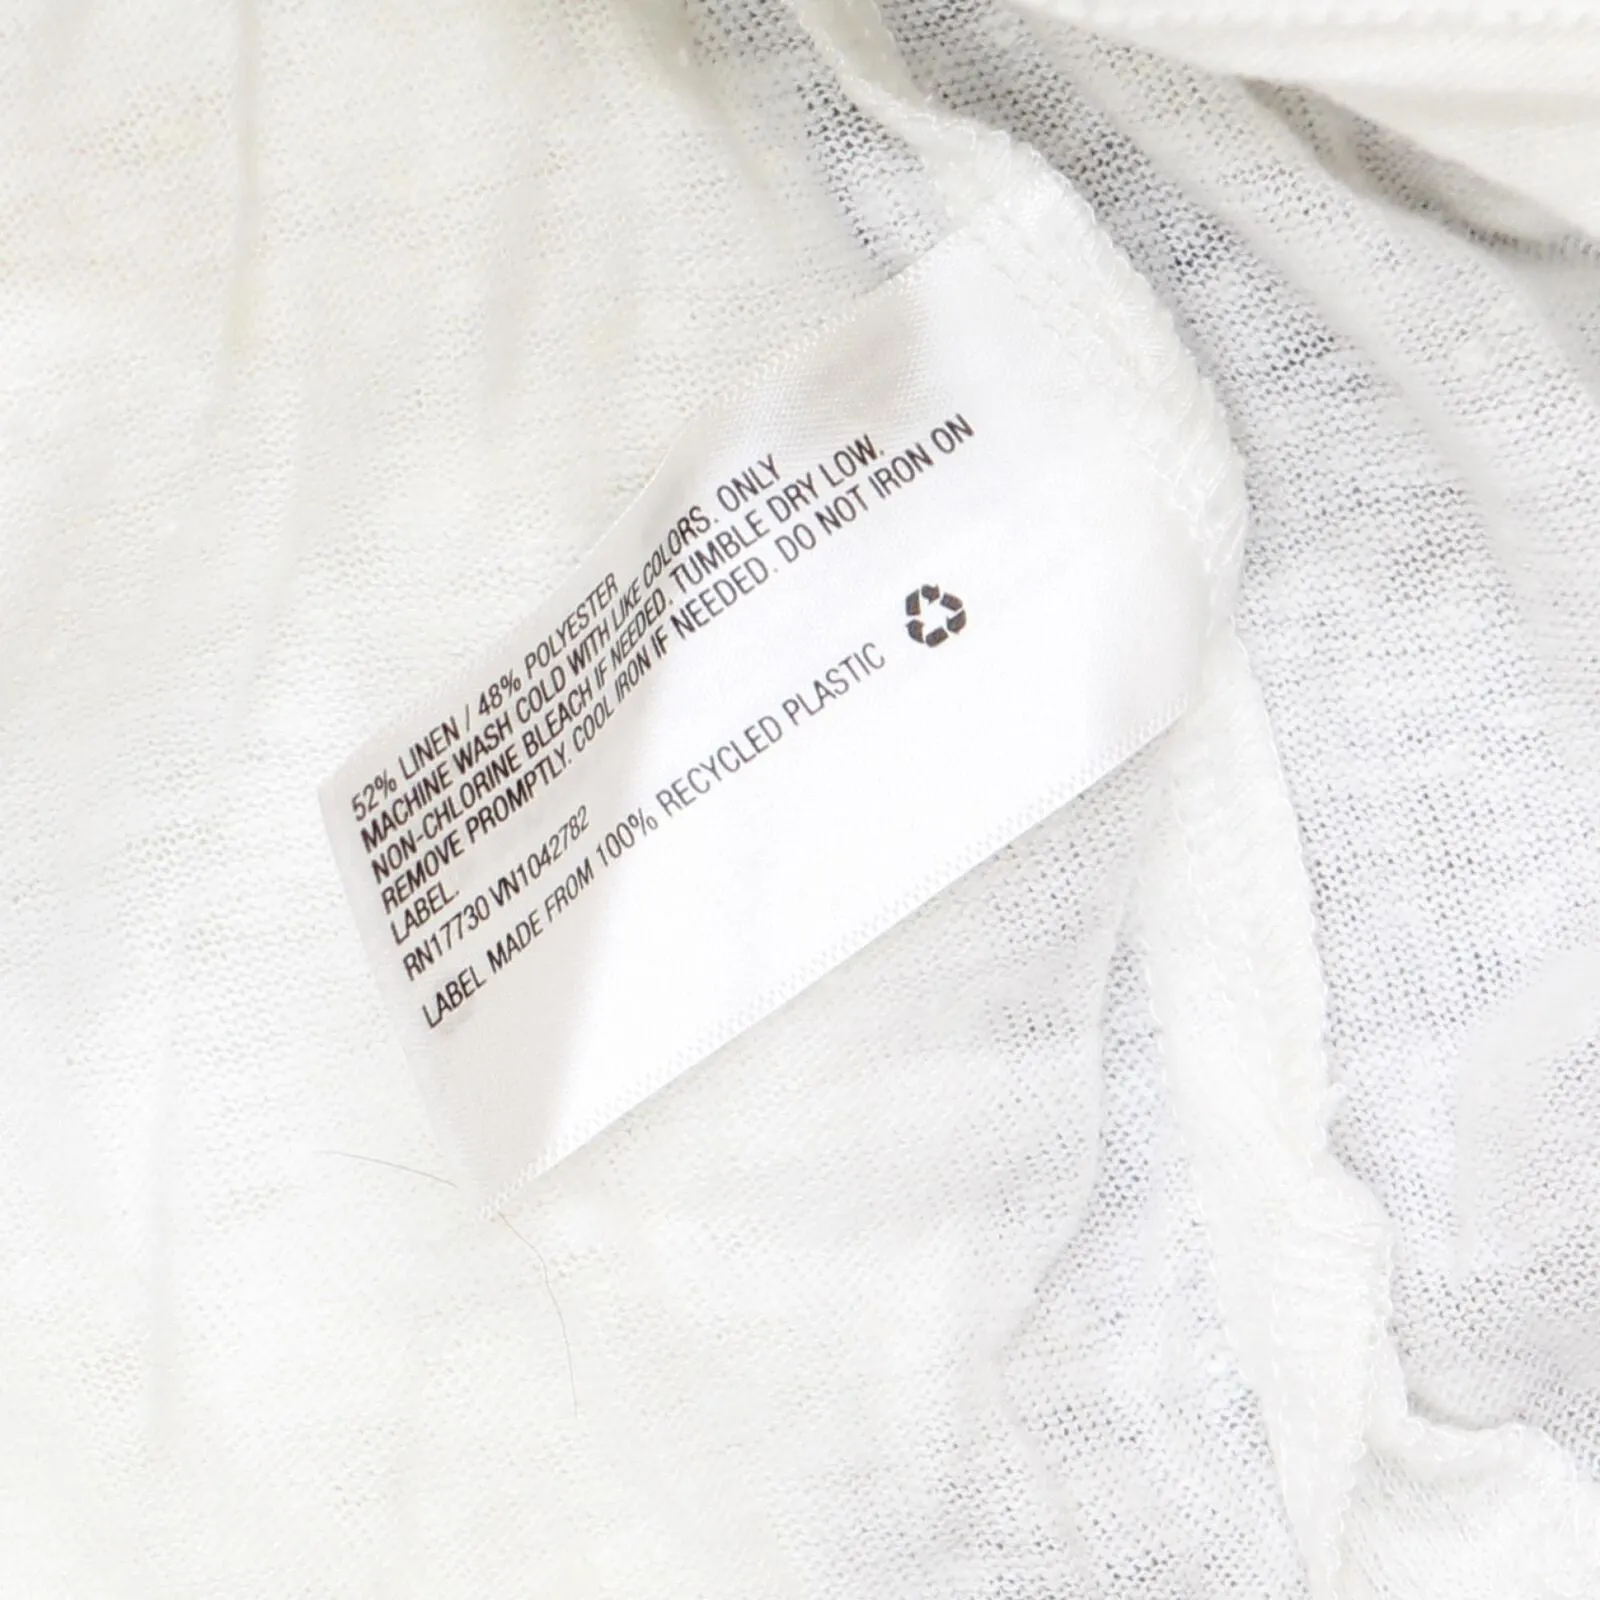 52% LINEN / 48% POLYESTER
MACHINE WASH COLD WITH LIKE COLORS. ONLY
NON-CHLORINE BLEACH IF NEEDED. TUMBLE DRY LOW.
REMOVE PROMPTLY. COOL IRON IF NEEDED. DO NOT IRON ON
LABEL.
RN17730 VN1042782
LABEL MADE FROM 100% RECYCLED PLASTIC